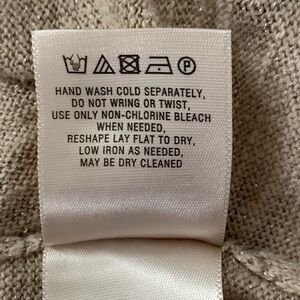 P
HAND WASH COLD SEPARATELY,
DO NOT WRING OR TWIST,
USE ONLY NON-CHLORINE BLEACH
WHEN NEEDED,
RESHAPE LAY FLAT TO DRY,
LOW IRON AS NEEDED,
MAY BE DRY CLEANED